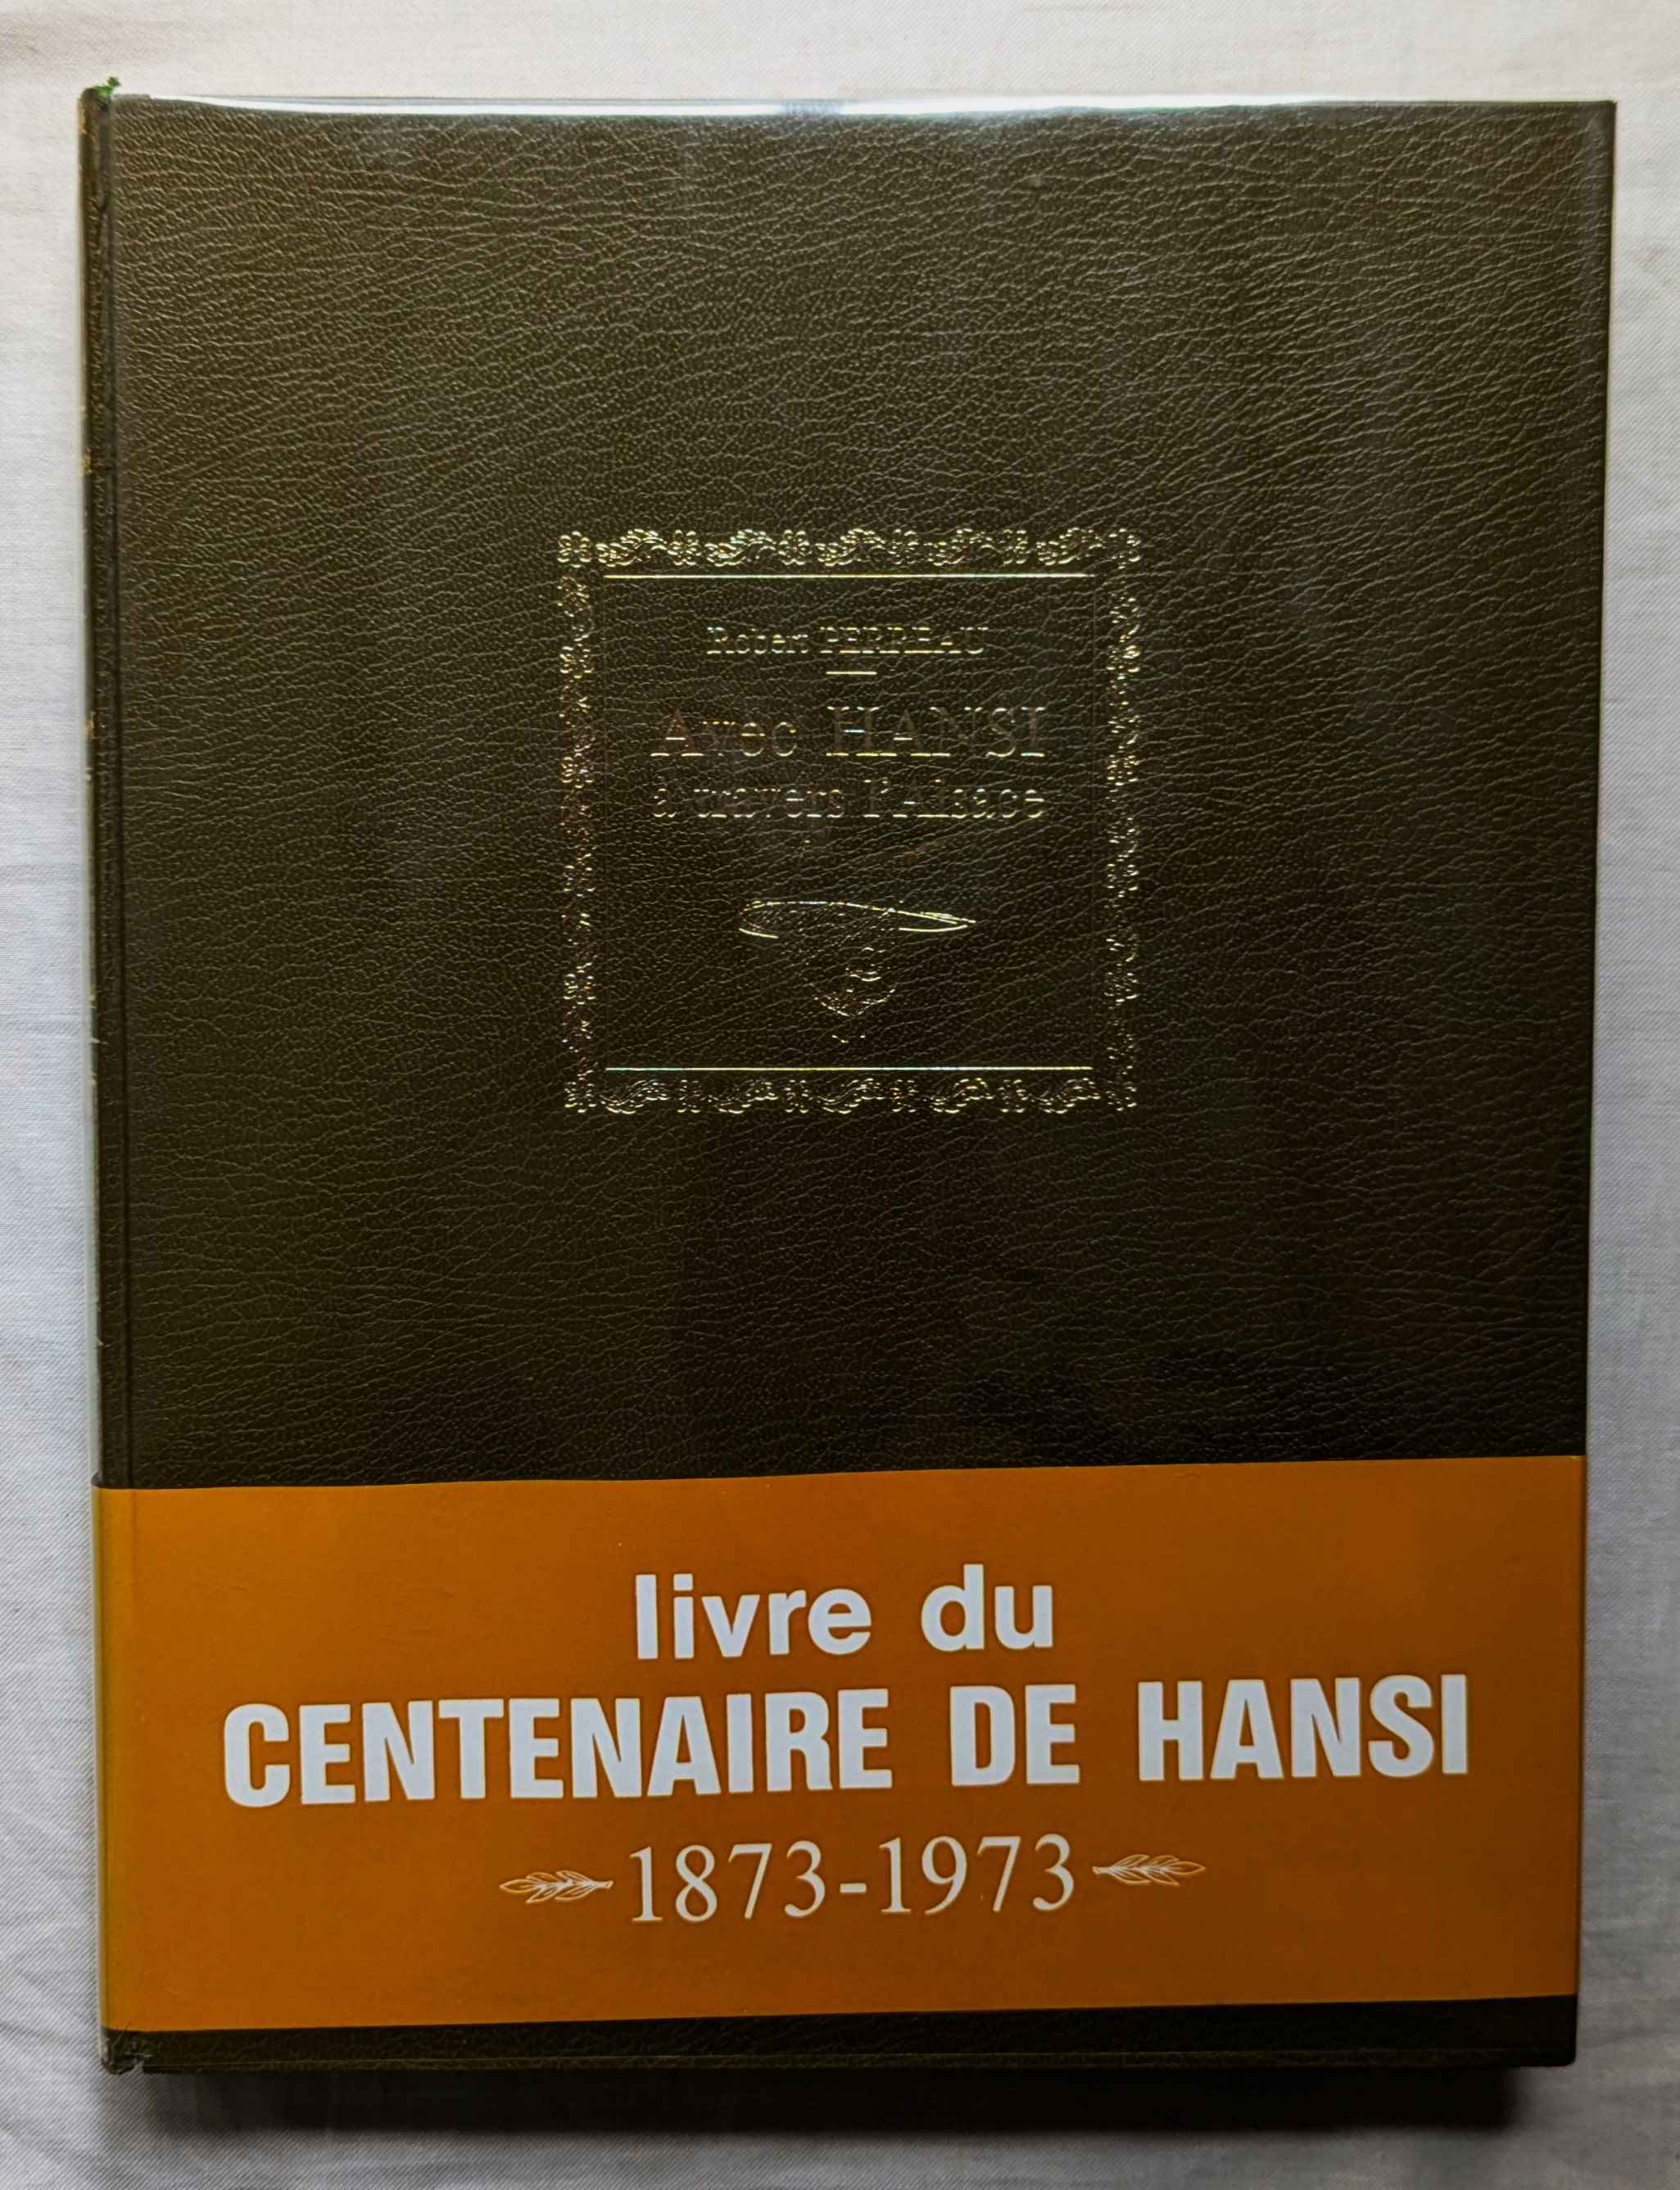 Robert PERREAU
Avec HANSI
à travers l'Alsace
livre du
CENTENAIRE DE HANSI
1873-1973